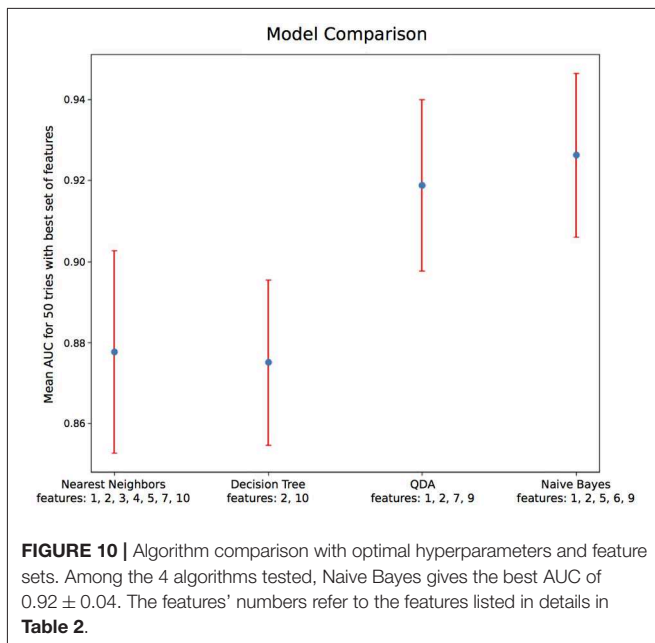 Model Comparison
Mean AUC for 50 tries with best set of features
0.94
0.92
0.90
0.88
0.86
Nearest Neighbors
features: 1, 2, 3, 4, 5, 7, 10
Decision Tree
features: 2, 10
QDA
features: 1, 2, 7, 9
Naive Bayes
features: 1, 2, 5, 6, 9
FIGURE 10 | Algorithm comparison with optimal hyperparameters and feature
sets. Among the 4 algorithms tested, Naive Bayes gives the best AUC of
0.92 ± 0.04. The features' numbers refer to the features listed in details in
Table 2.